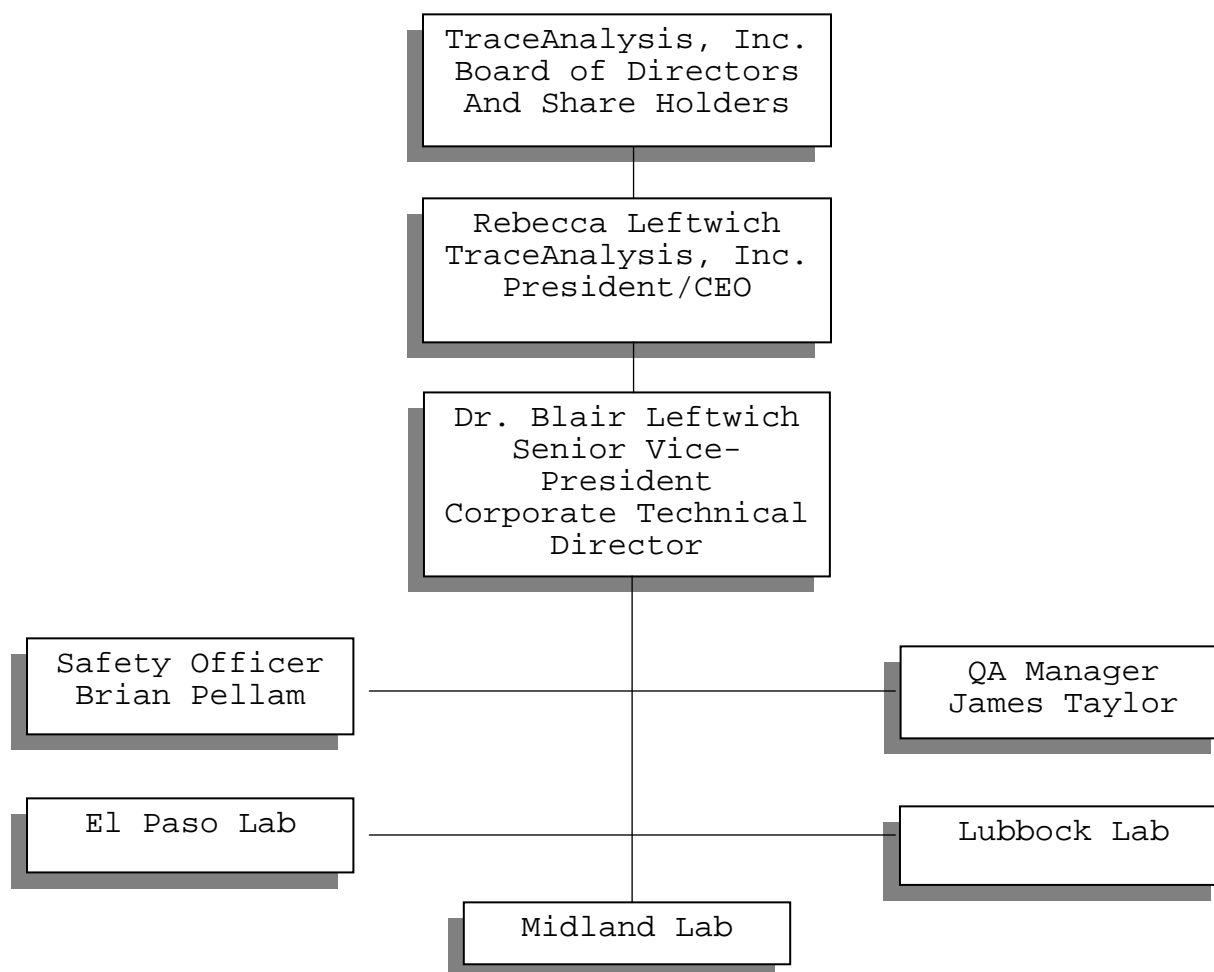 TraceAnalysis, Inc.
Board of Directors
And Share Holders
Rebecca Leftwich
TraceAnalysis, Inc.
President/CEO
Dr. Blair Leftwich
Senior Vice-
President
Corporate Technical
Director
Safety Officer
Brian Pellam
QA Manager
James Taylor
El Paso Lab
Lubbock Lab
Midland Lab